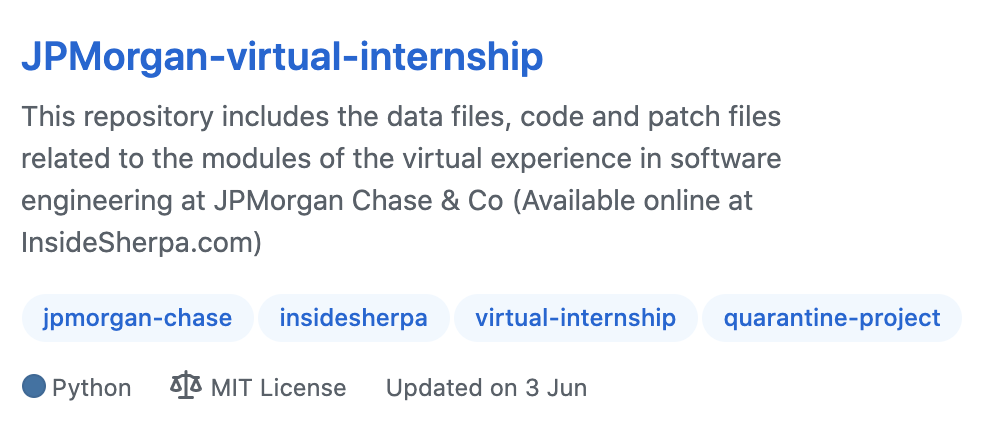 JPMorgan-virtual-internship
This repository includes the data files, code and patch files
related to the modules of the virtual experience in software
engineering at JPMorgan Chase & Co (Available online at
InsideSherpa.com)
jpmorgan-chase insidesherpa virtual-internship quarantine-project
Python MIT License Updated on 3 Jun